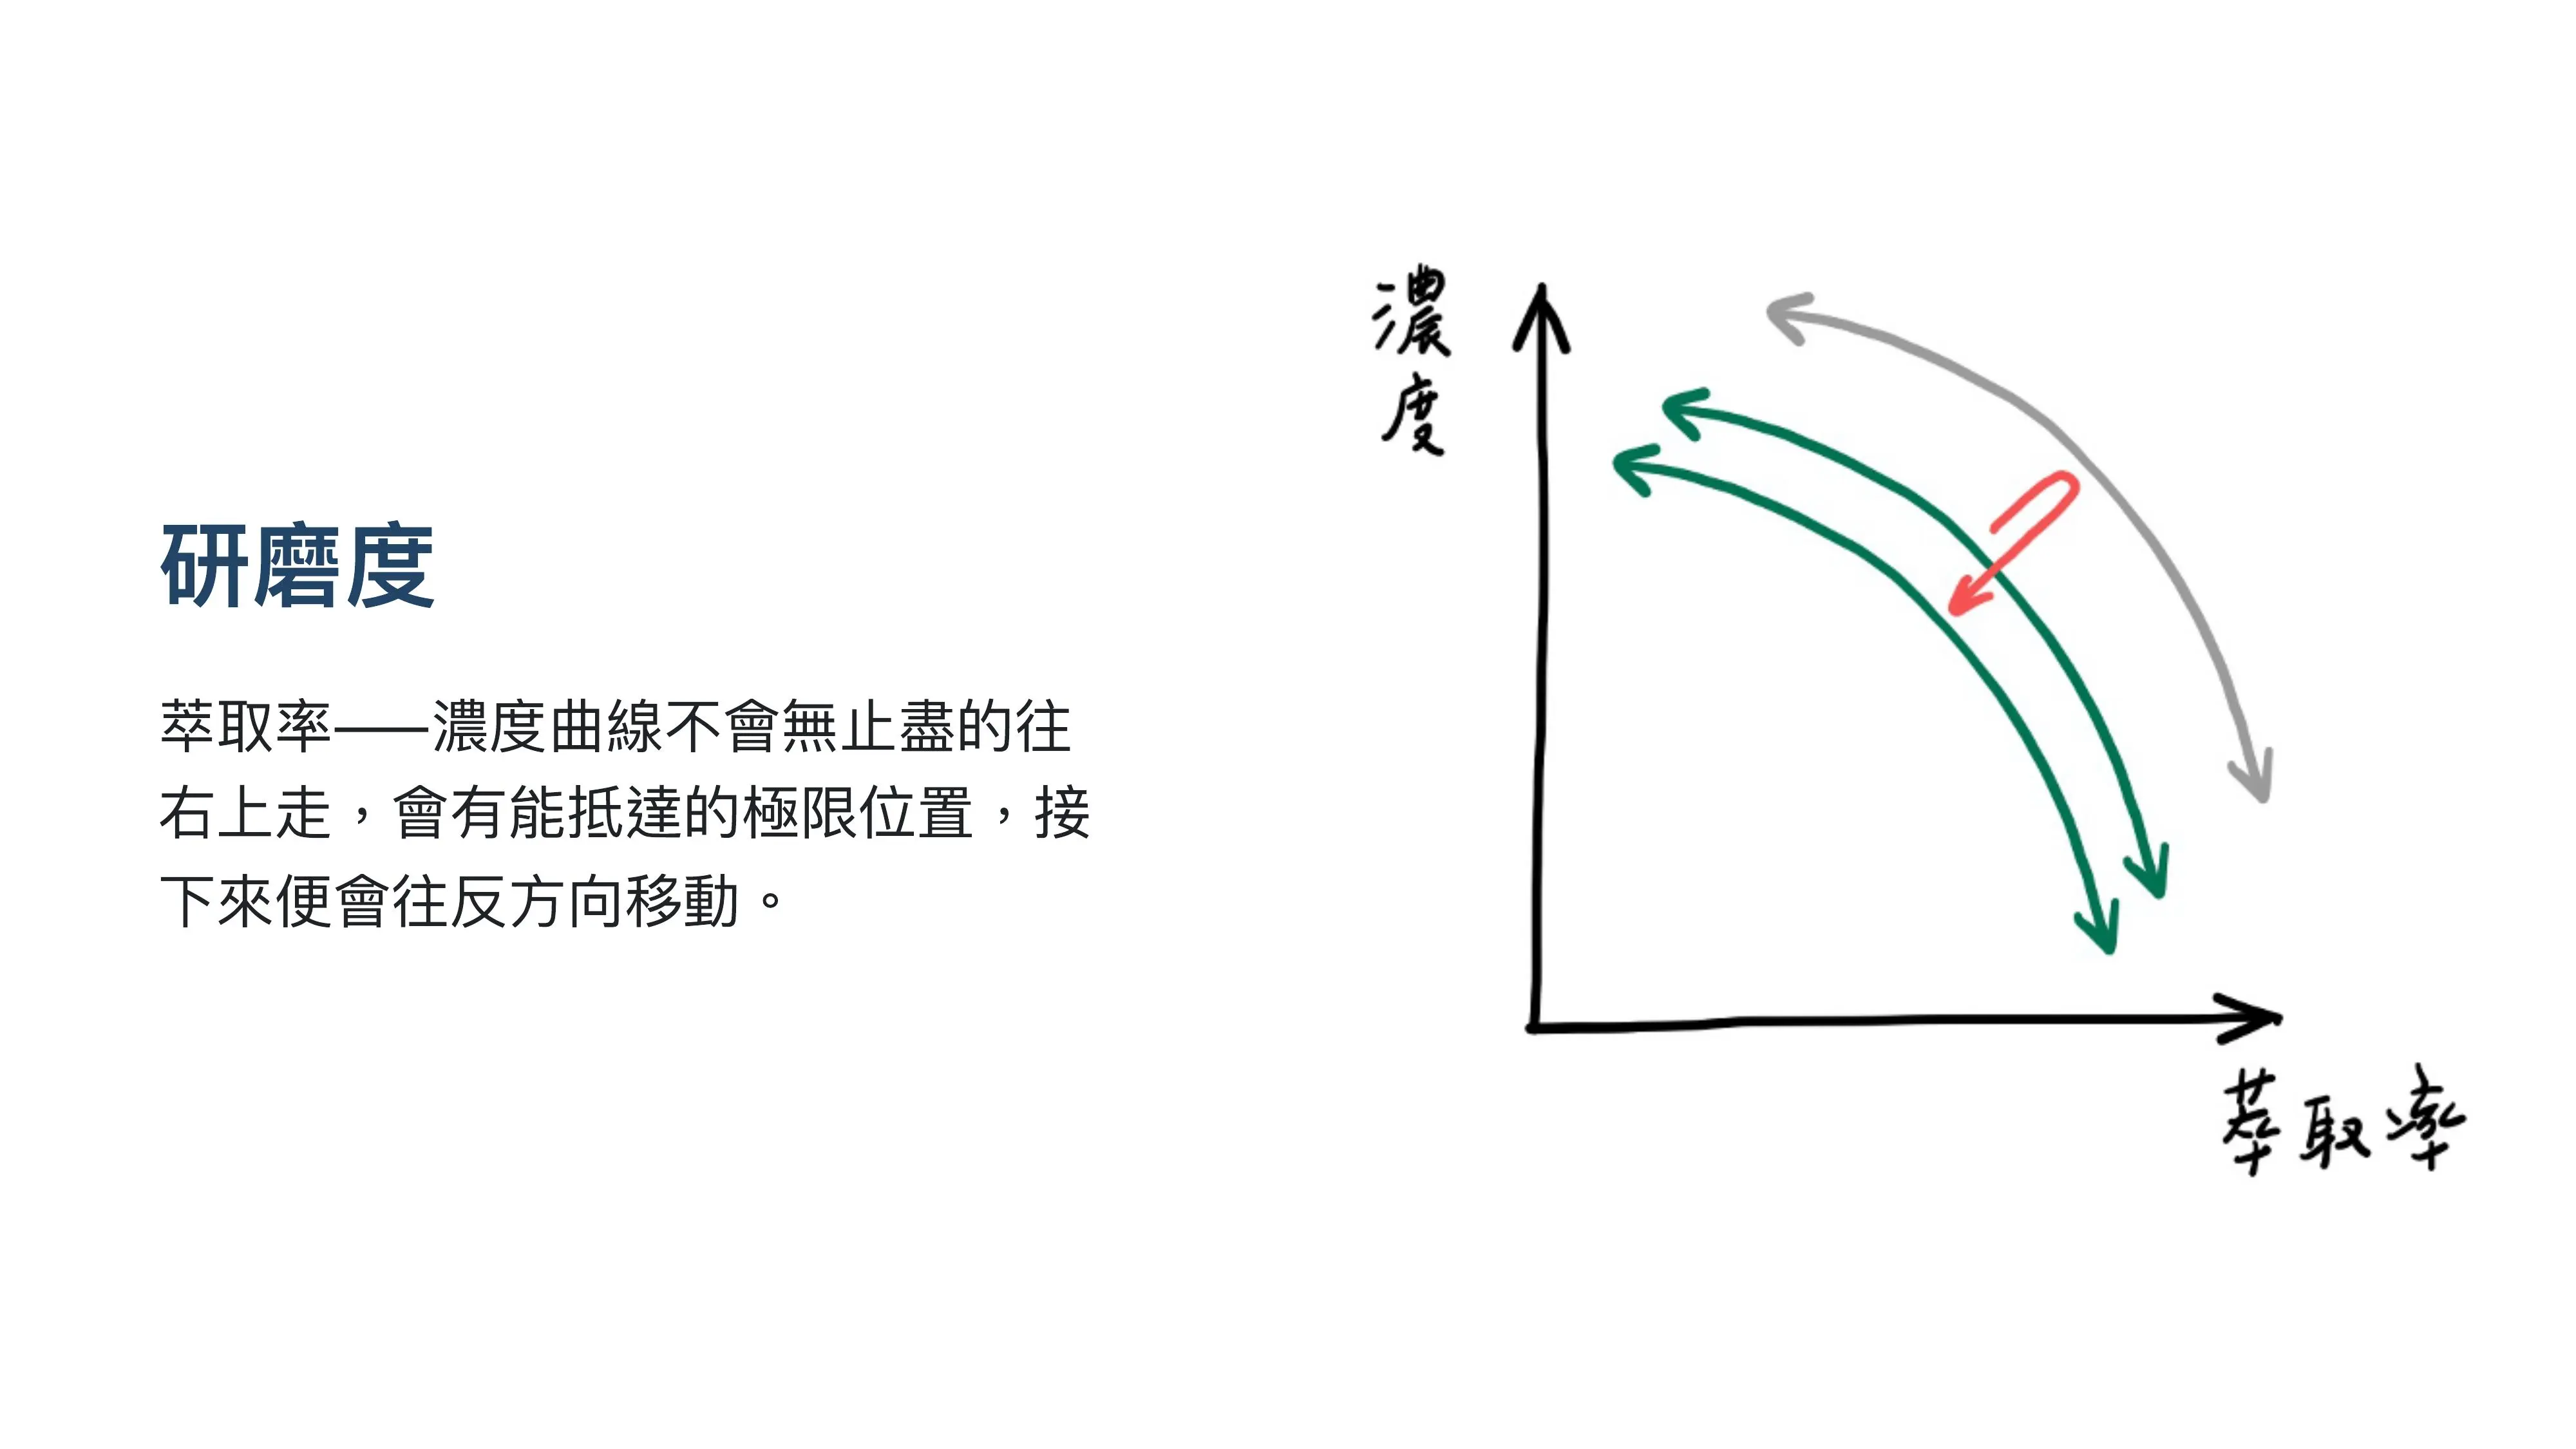 研磨度
萃取率——濃度曲線不會無止盡的往
右上走，會有能抵達的極限位置，接
下來便會往反方向移動。
濃度
萃取率